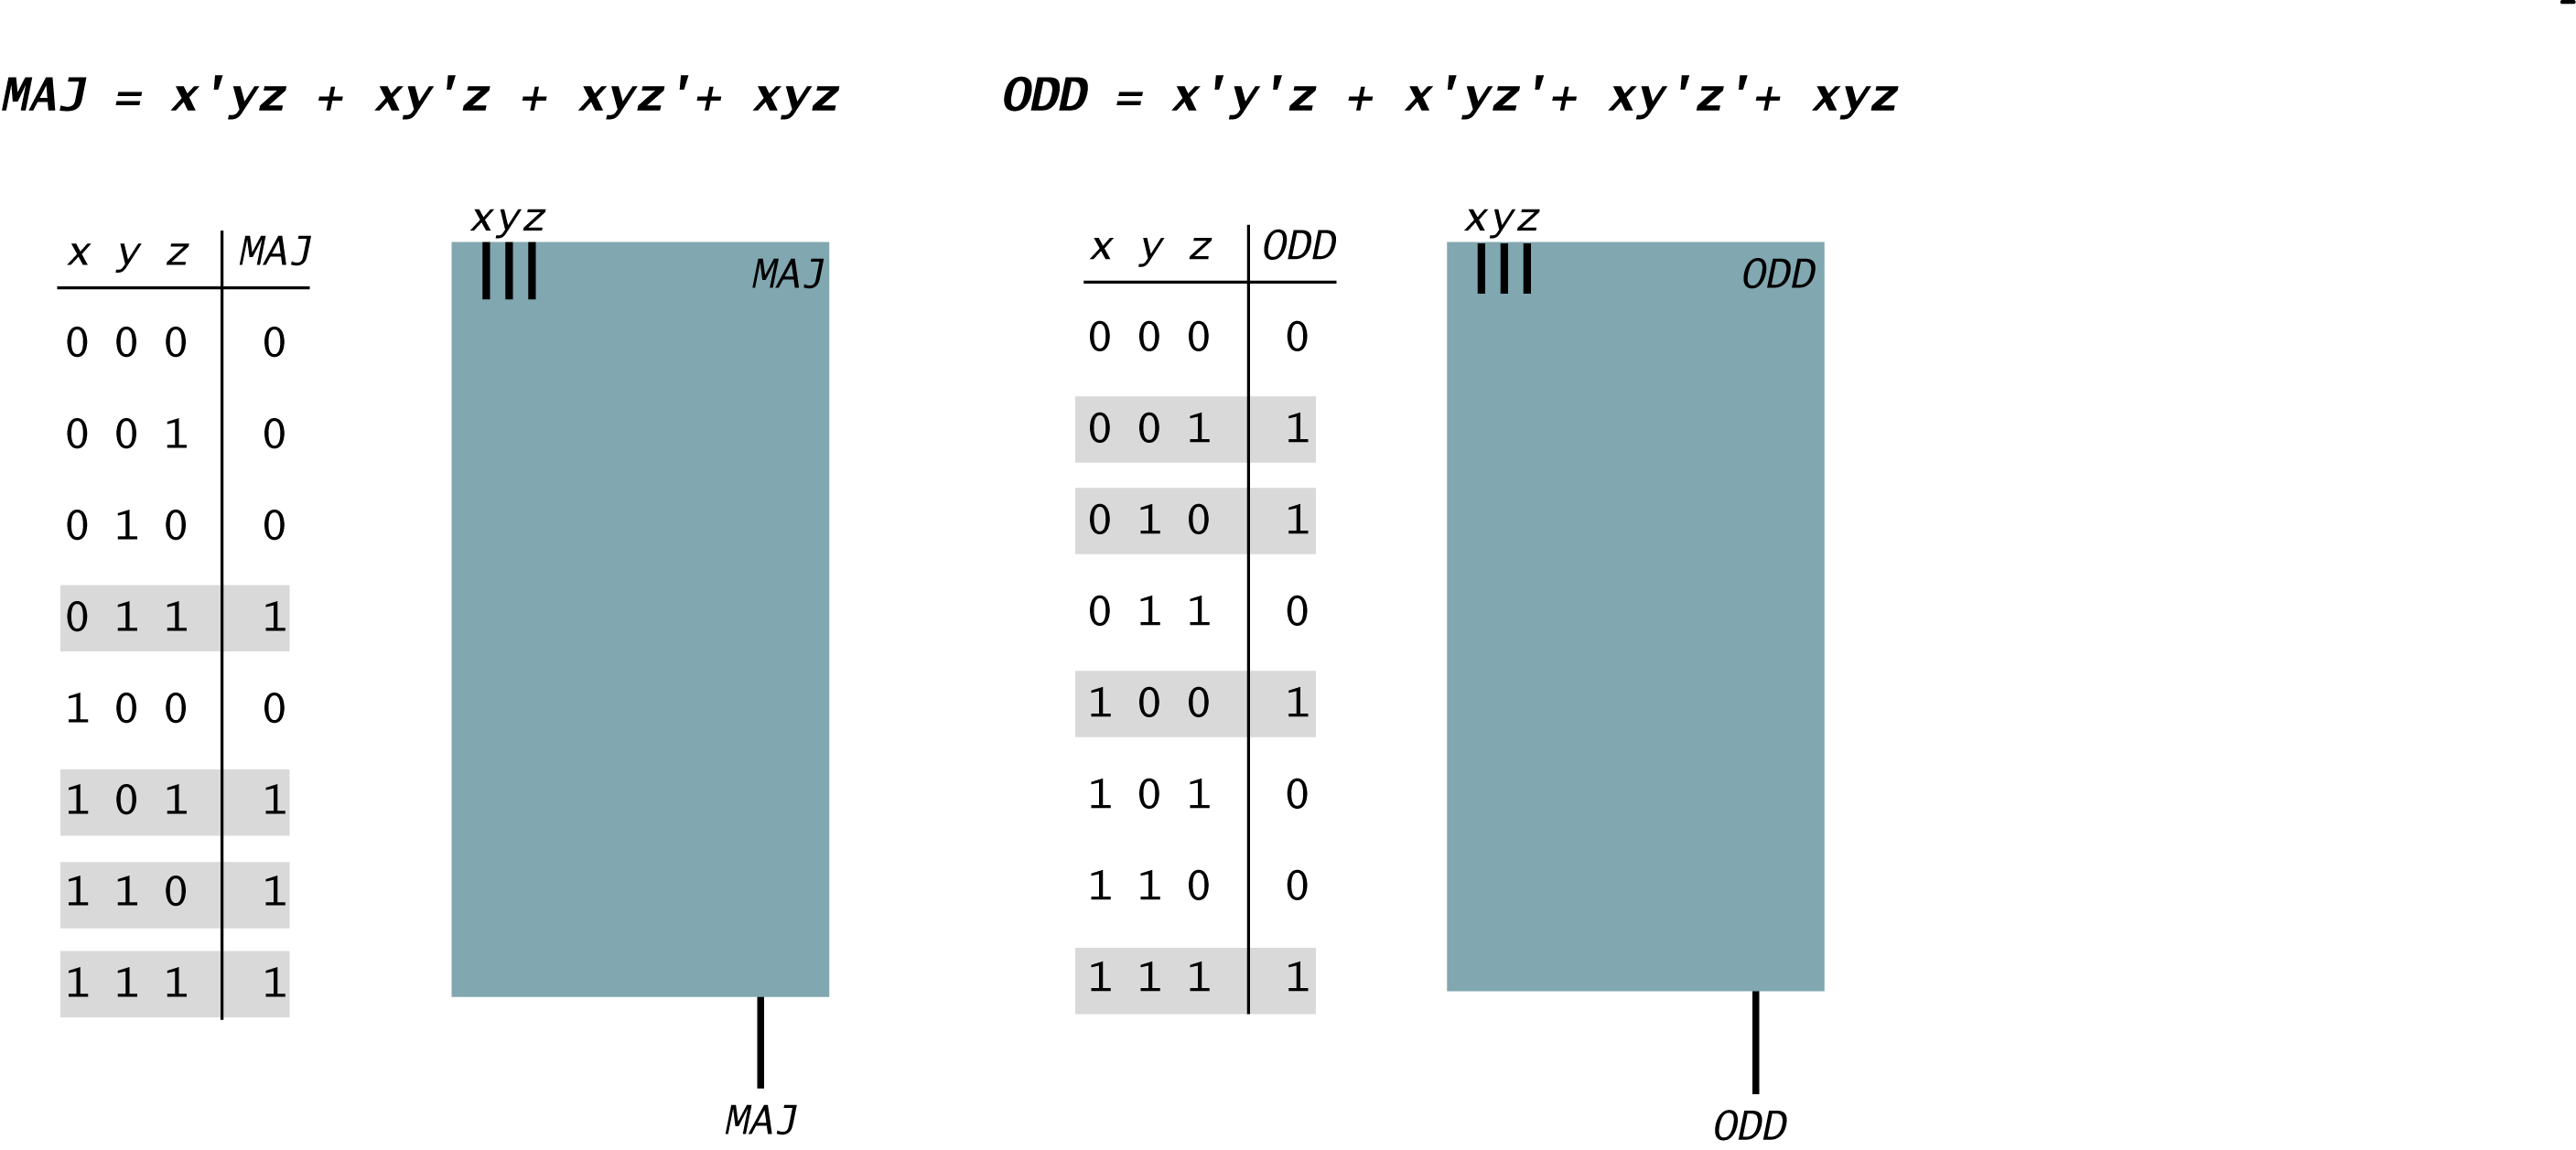 MAJ = x'yz + xy'z + xyz'+ xyz
x y z MAJ
0 0 0 0
0 0 1 0
0 1 0 0
0 1 1 1
1 0 0 0
1 0 1 1
1 1 0 1
1 1 1 1
xyz
MAJ
MAJ
ODD = x'y'z + x'yz'+ xy'z'+ xyz
x y z ODD
0 0 0 0
0 0 1 1
0 1 0 1
0 1 1 0
1 0 0 1
1 0 1 0
1 1 0 0
1 1 1 1
xyz
ODD
ODD